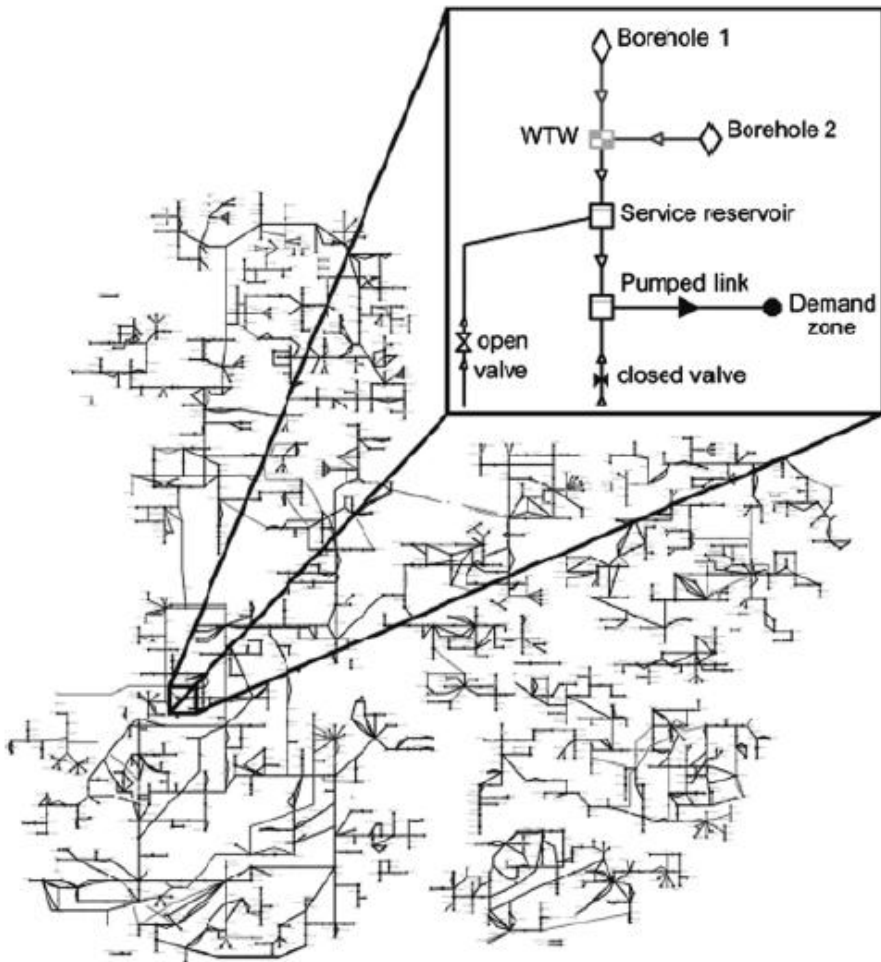 Borehole 1
WTW
Borehole 2
Service reservoir
Pumped link
Demand
zone
open
valve
closed valve